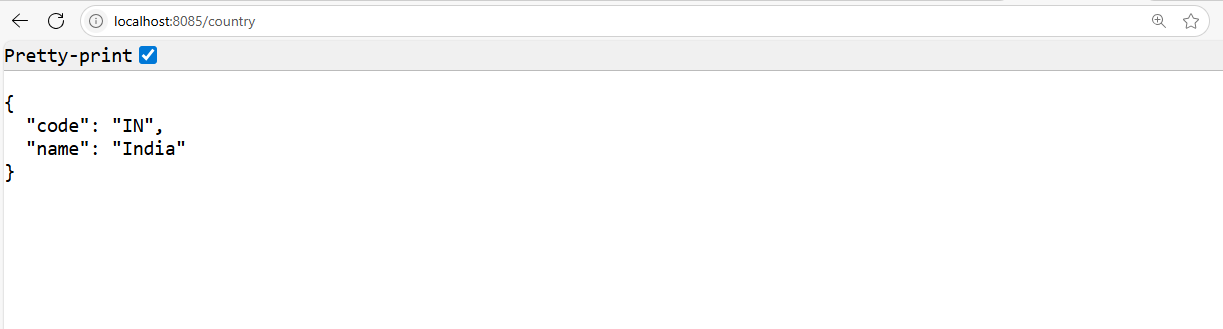 localhost:8085/country
Pretty-print
{
  "code": "IN",
  "name": "India"
}